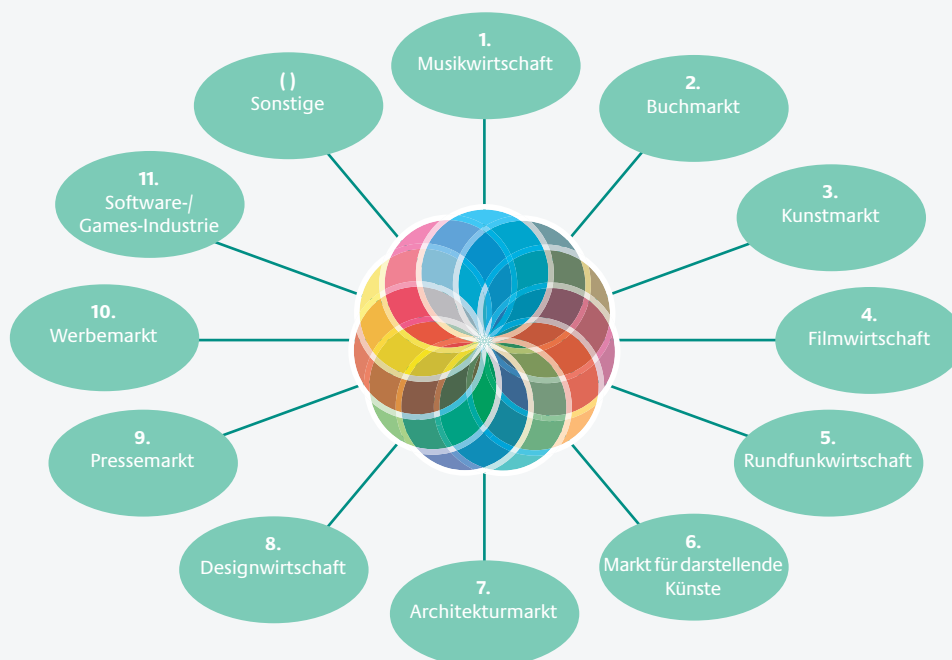 1.
Musikwirtschaft
2.
Buchmarkt
3.
Kunstmarkt
4.
Filmwirtschaft
5.
Rundfunkwirtschaft
6.
Markt für darstellende
Künste
7.
Architekturmarkt
8.
Designwirtschaft
9.
Pressemarkt
10.
Werbemarkt
11.
Software-/
Games-Industrie
( )
Sonstige